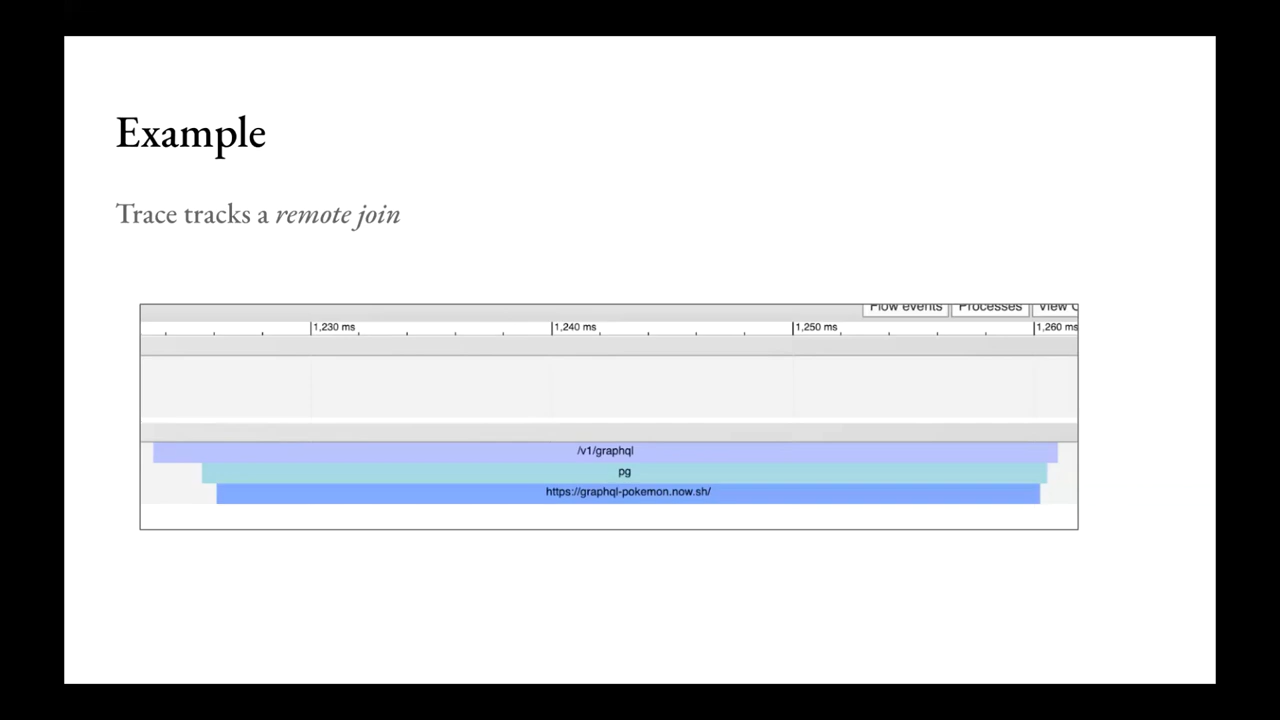 Example
Trace tracks a remote join
Flow events Processes View
1,230 ms 1,240 ms 1,250 ms 1,260 ms
/v1/graphql
pg
https://graphql-pokemon.now.sh/